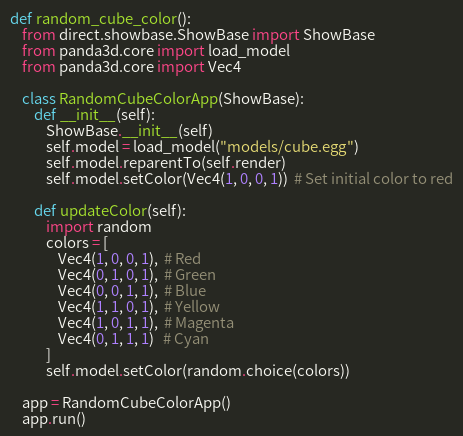 def random_cube_color():
    from direct.showbase.ShowBase import ShowBase
    from panda3d.core import load_model
    from panda3d.core import Vec4

    class RandomCubeColorApp(ShowBase):
        def __init__(self):
            ShowBase.__init__(self)
            self.model = load_model("models/cube.egg")
            self.model.reparentTo(self.render)
            self.model.setColor(Vec4(1, 0, 0, 1))  # Set initial color to red

        def updateColor(self):
            import random
            colors = [
                Vec4(1, 0, 0, 1),  # Red
                Vec4(0, 1, 0, 1),  # Green
                Vec4(0, 0, 1, 1),  # Blue
                Vec4(1, 1, 0, 1),  # Yellow
                Vec4(1, 0, 1, 1),  # Magenta
                Vec4(0, 1, 1, 1)  # Cyan
            ]
            self.model.setColor(random.choice(colors))

    app = RandomCubeColorApp()
    app.run()